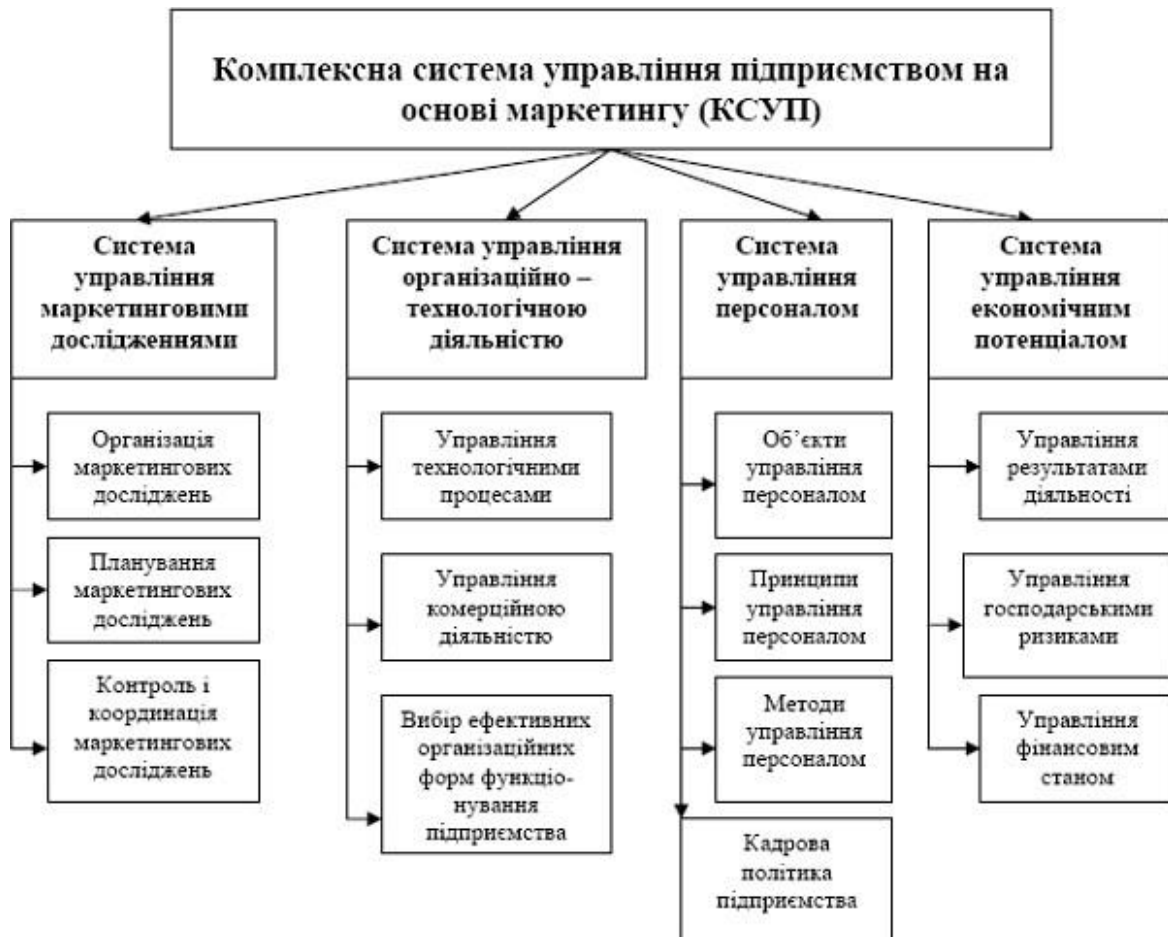 Комплексна система управління підприємством на
основі маркетингу (КСУП)
Система
управління
маркетинговими
дослідженнями
Організація
маркетингових
досліджень
Планування
маркетингових
досліджень
Контроль і
координація
маркетингових
досліджень
Система управління
організаційно –
технологічною
діяльністю
Управління
технологічними
процесами
Управління
комерційною
діяльністю
Вибір ефективних
організаційних
форм функціо-
нування
підприємства
Система
управління
персоналом
Об’єкти
управління
персоналом
Принципи
управління
персоналом
Методи
управління
персоналом
Кадрова
політика
підприємства
Система
управління
економічним
потенціалом
Управління
результатами
діяльності
Управління
господарськими
ризиками
Управління
фінансовим
станом